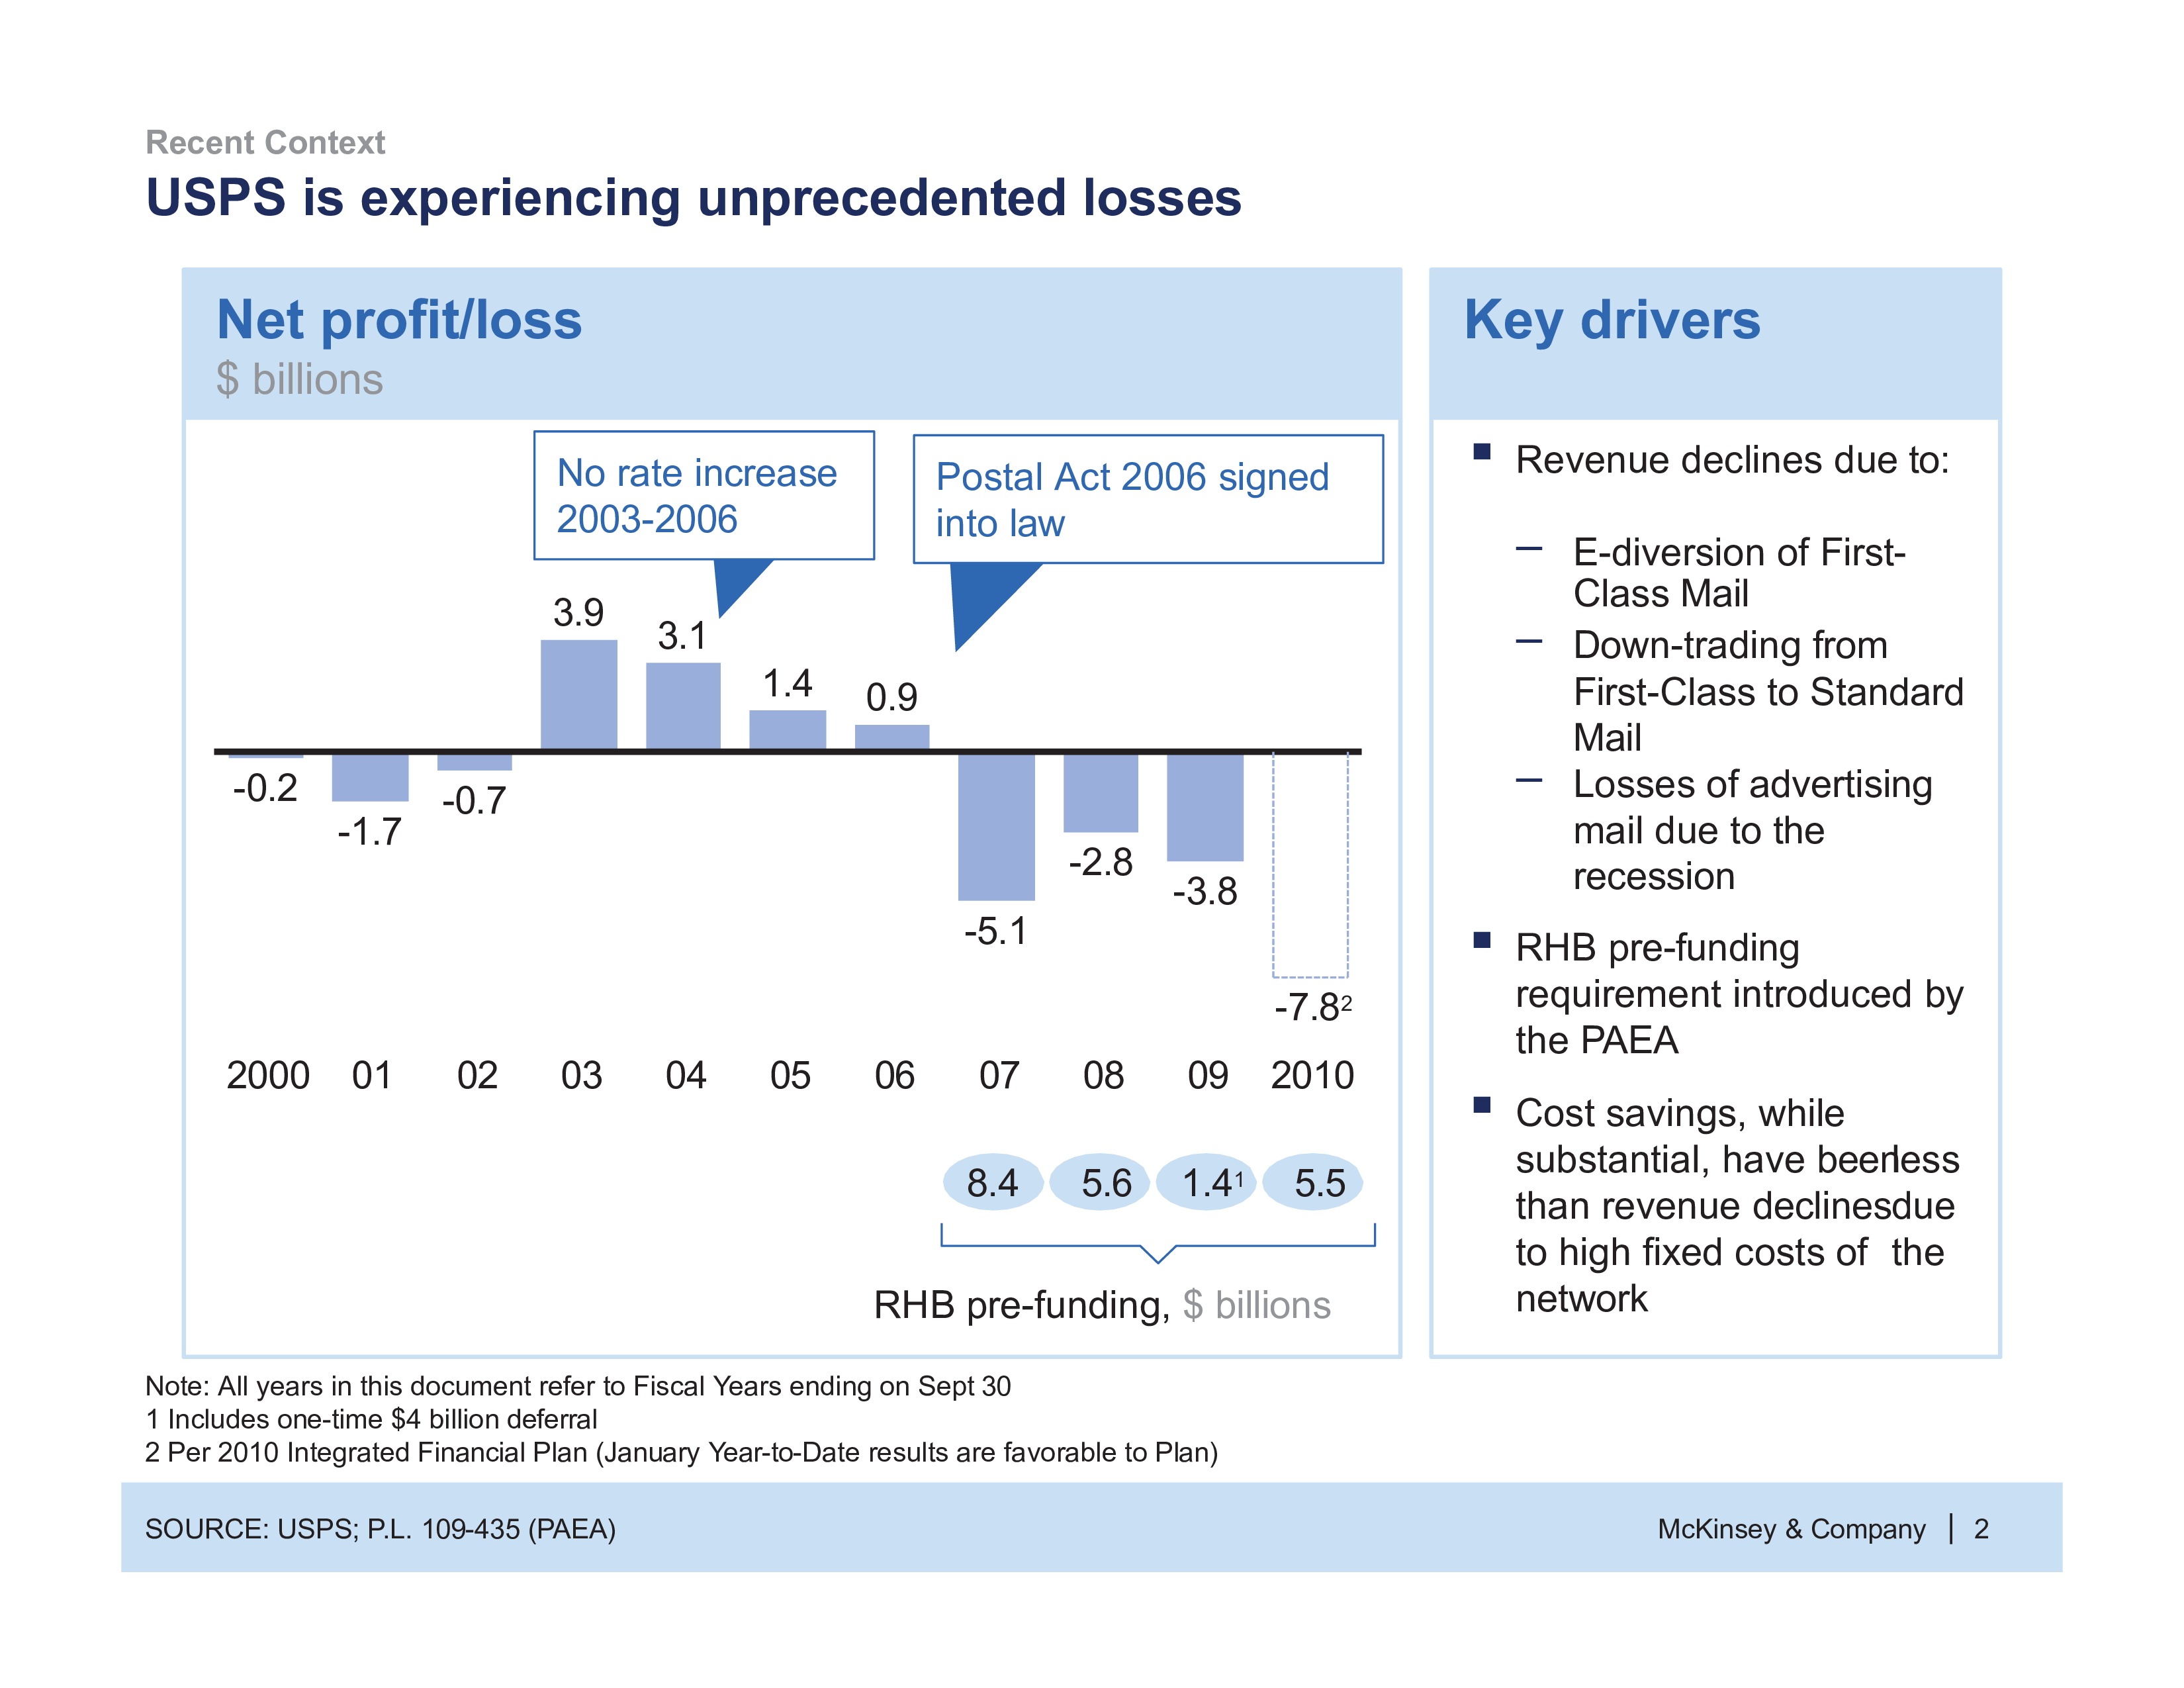 Recent Context
USPS is experiencing unprecedented losses
Net profit/loss
$ billions
No rate increase
2003-2006
Postal Act 2006 signed
into law
3.9
3.1
1.4
0.9
-0.2
-1.7
-0.7
-5.1
-2.8
-3.8
-7.8²
2000 01 02 03 04 05 06 07 08 09 2010
8.4 5.6 1.4¹ 5.5
RHB pre-funding, $ billions
Key drivers
▪ Revenue declines due to:
– E-diversion of First-
Class Mail
– Down-trading from
First-Class to Standard
Mail
– Losses of advertising
mail due to the
recession
▪ RHB pre-funding
requirement introduced by
the PAEA
▪ Cost savings, while
substantial, have been less
than revenue declines due
to high fixed costs of the
network
Note: All years in this document refer to Fiscal Years ending on Sept 30
1 Includes one-time $4 billion deferral
2 Per 2010 Integrated Financial Plan (January Year-to-Date results are favorable to Plan)
SOURCE: USPS; P.L. 109-435 (PAEA)
McKinsey & Company | 2